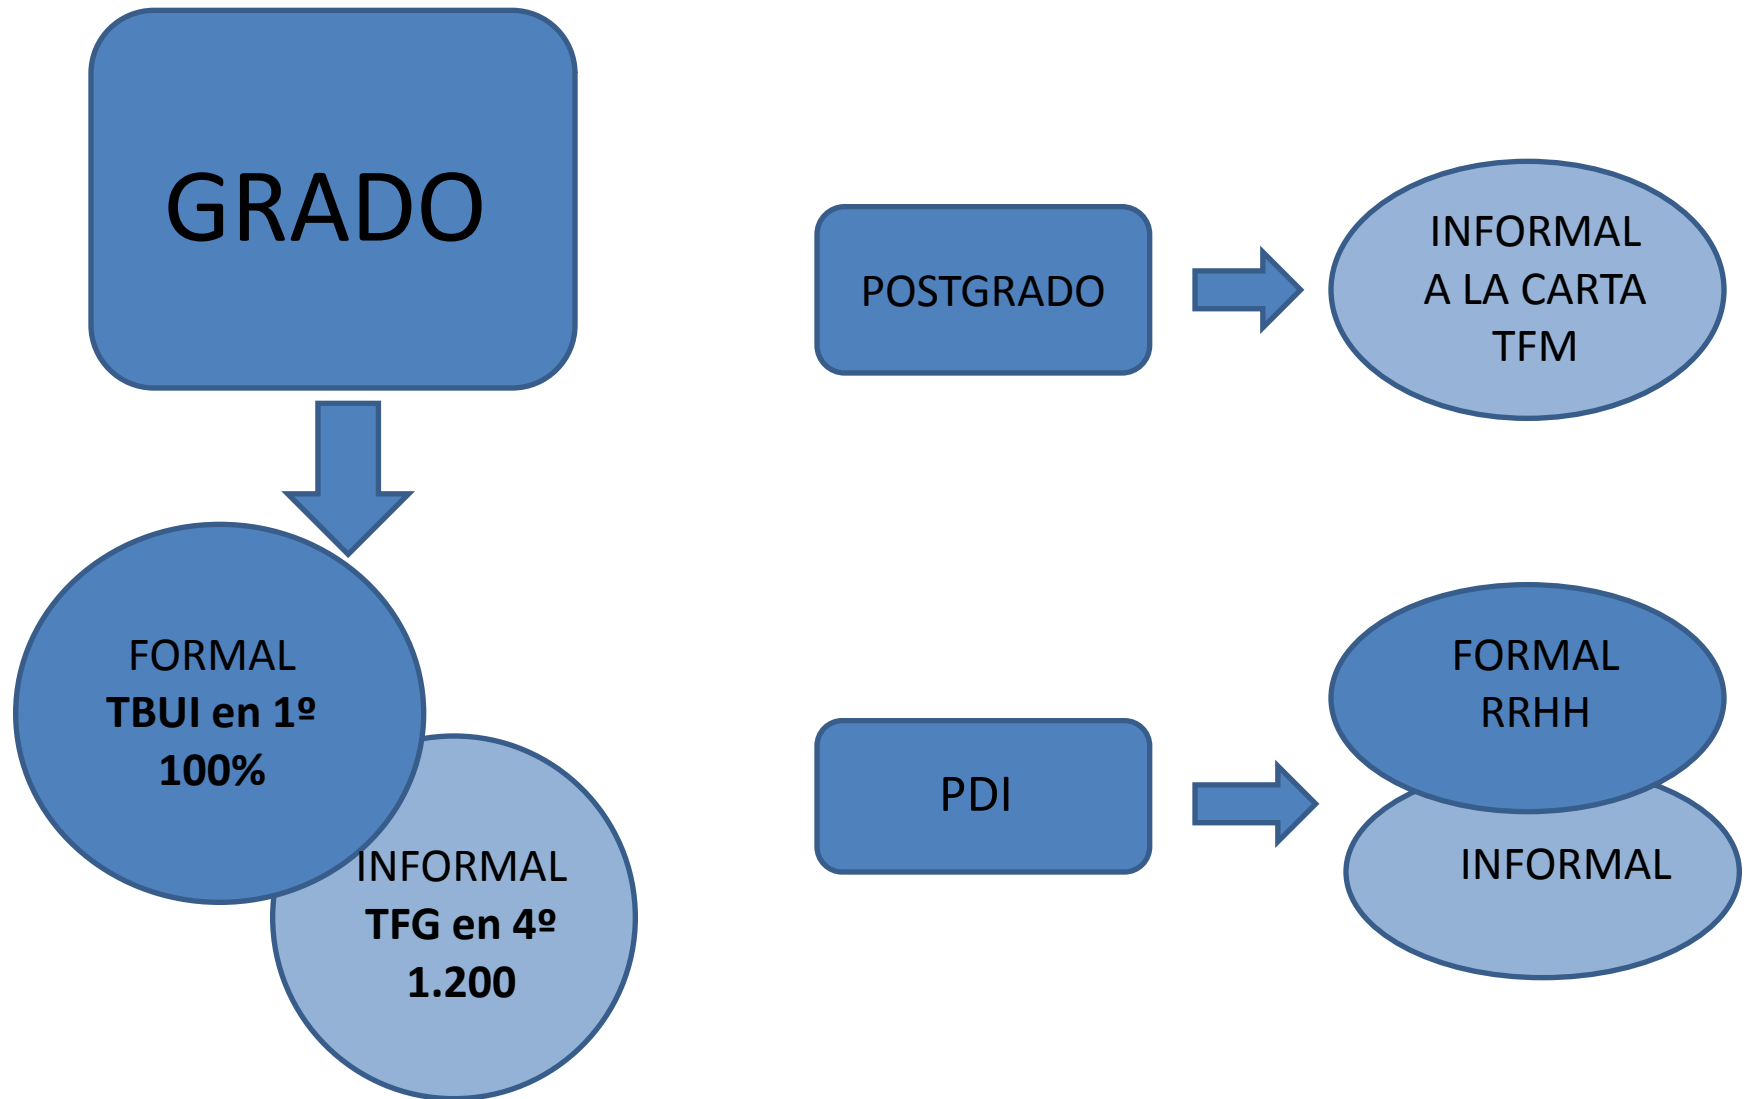 GRADO
FORMAL
TBUI en 1º
100%
INFORMAL
TFG en 4º
1.200
POSTGRADO
INFORMAL
A LA CARTA
TFM
PDI
FORMAL
RRHH
INFORMAL